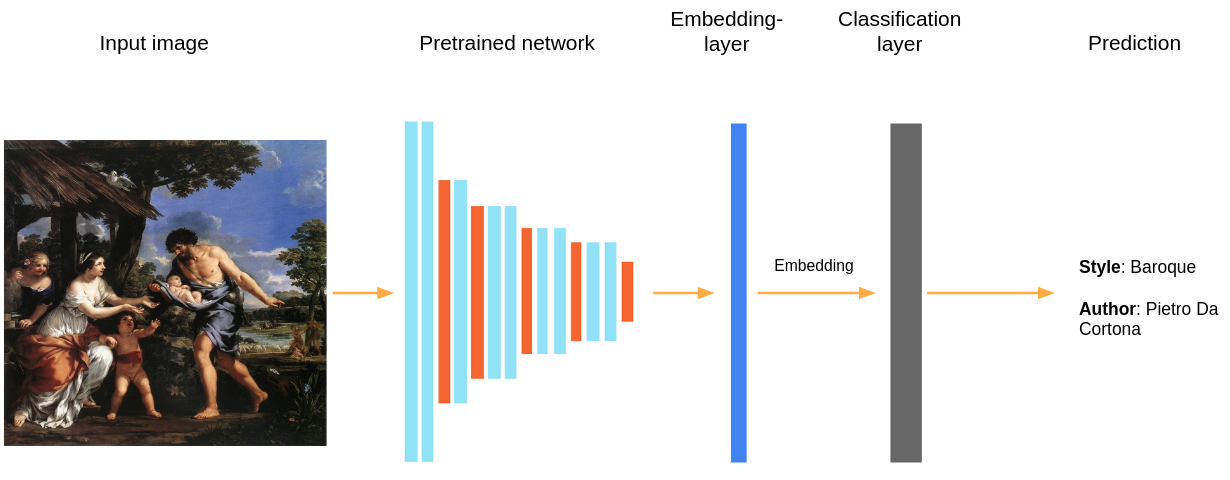 Input image
Pretrained network
Embedding-
layer
Classification
layer
Prediction
Embedding
Style: Baroque
Author: Pietro Da
Cortona